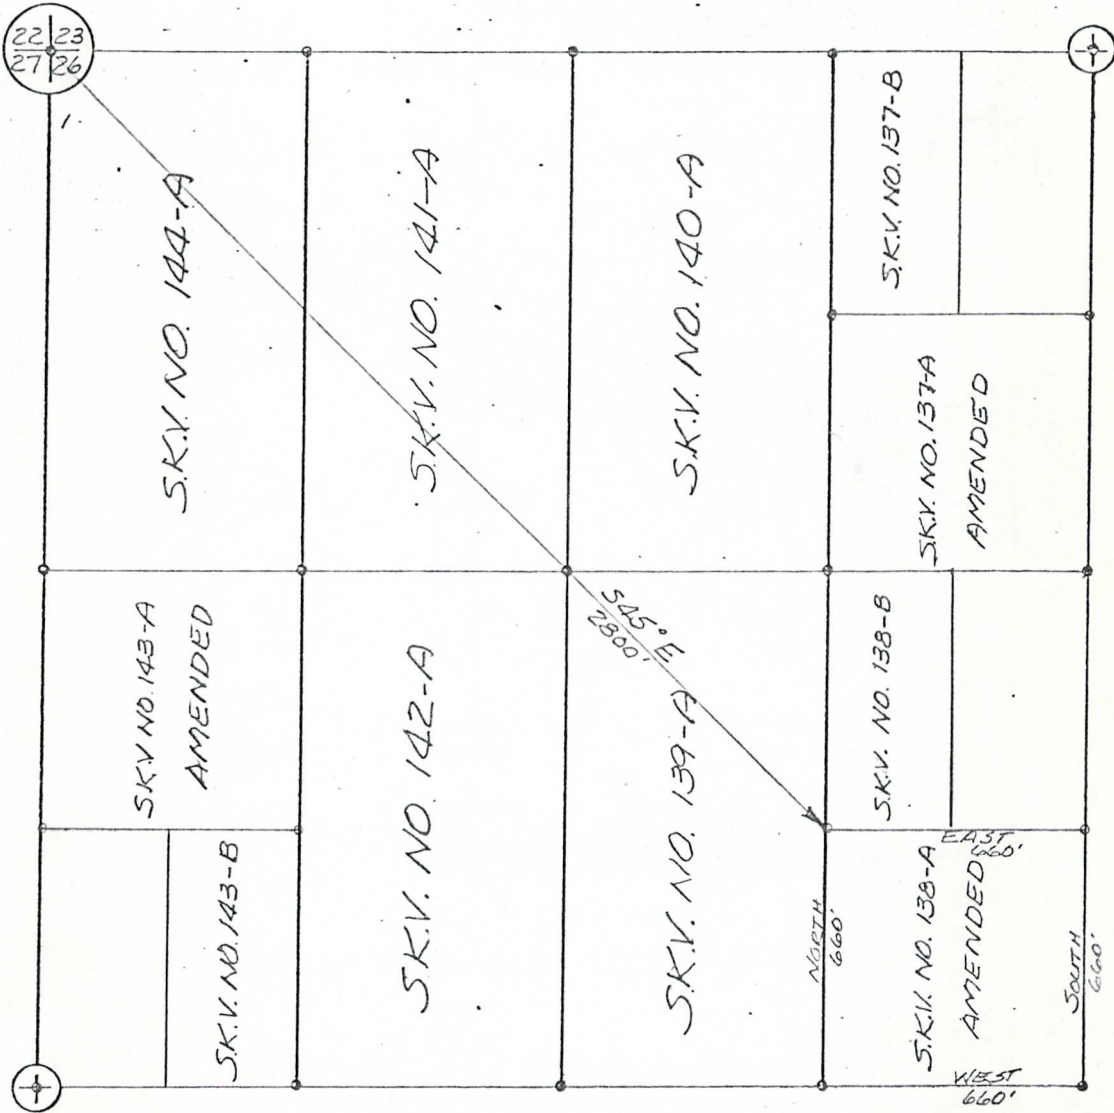 22 23
27 26
S.K.V. NO. 144-A
S.K.V. NO. 141-A
S.K.V. NO. 140-A
S.K.V. NO. 137-B
S.K.V. NO. 137-A
AMENDED
S.K.V. NO. 143-A
AMENDED
S.K.V. NO. 143-B
S.K.V. NO. 142-A
S45°E
2800'
S.K.V. NO. 139-A
S.K.V. NO. 138-B
EAST
660'
S.K.V. NO. 138-A
AMENDED
NORTH
660'
SOUTH
660'
WEST
660'